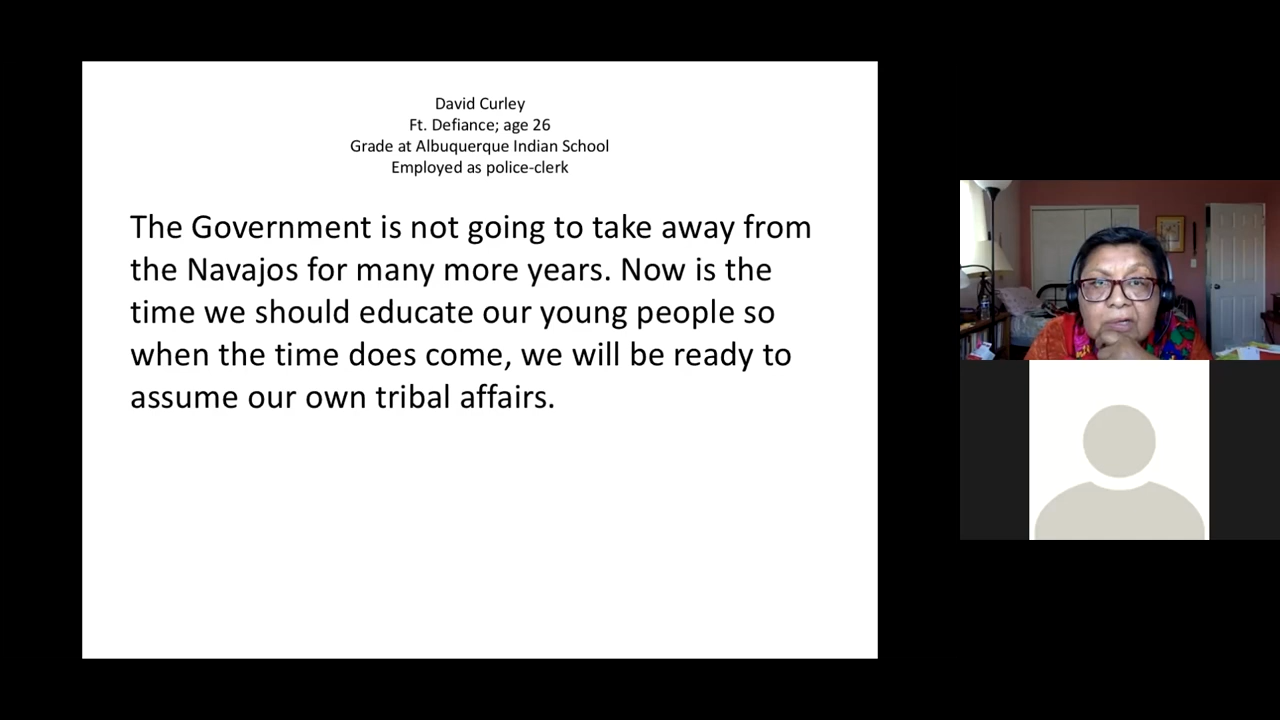 David Curley
Ft. Defiance; age 26
Grade at Albuquerque Indian School
Employed as police-clerk
The Government is not going to take away from
the Navajos for many more years. Now is the
time we should educate our young people so
when the time does come, we will be ready to
assume our own tribal affairs.